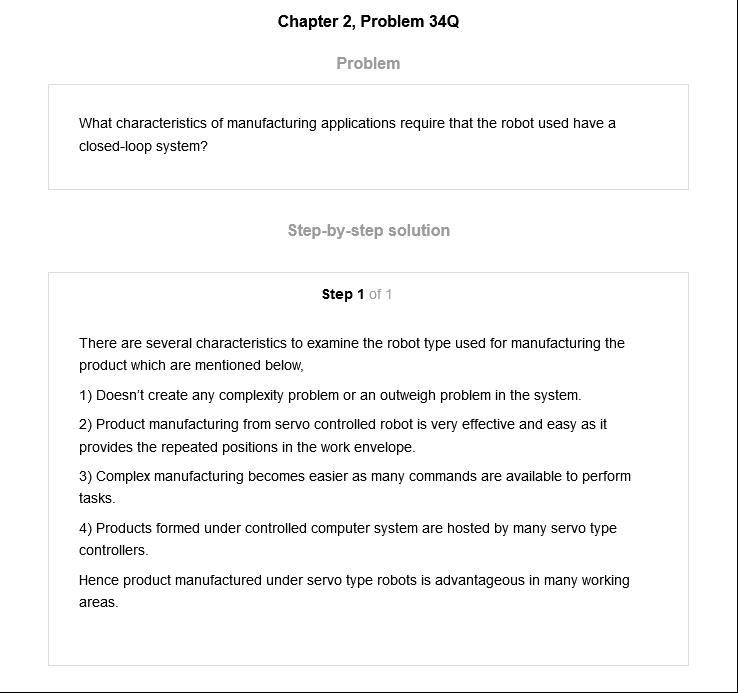 Chapter 2, Problem 34Q
Problem
What characteristics of manufacturing applications require that the robot used have a
closed-loop system?
Step-by-step solution
Step 1 of 1
There are several characteristics to examine the robot type used for manufacturing the
product which are mentioned below,
1) Doesn't create any complexity problem or an outweigh problem in the system.
2) Product manufacturing from servo controlled robot is very effective and easy as it
provides the repeated positions in the work envelope.
3) Complex manufacturing becomes easier as many commands are available to perform
tasks.
4) Products formed under controlled computer system are hosted by many servo type
controllers.
Hence product manufactured under servo type robots is advantageous in many working
areas.